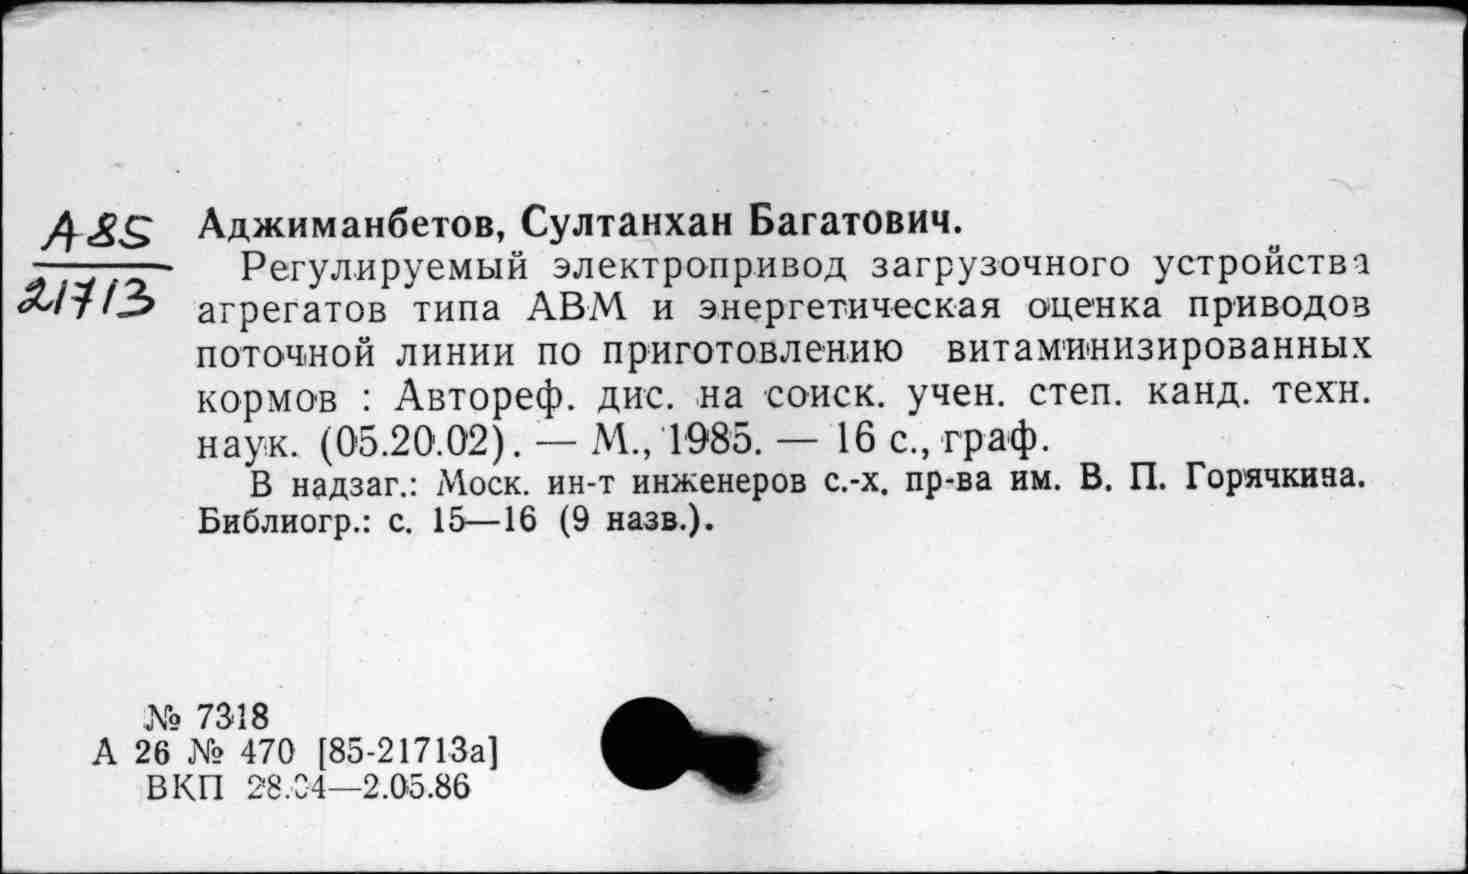 А85
21713
Аджиманбетов, Султанхан Багатович.
Регулируемый электропривод загрузочного устройства
агрегатов типа АВМ и энергетическая оценка приводов
поточной линии по приготовлению витаминизированных
кормов : Автореф. дис. на соиск. учен. степ. канд. техн.
наук. (05.20.02). — М., 1985. — 16 с., граф.
В надзаг.: Моск. ин-т инженеров с.-х. пр-ва им. В. П. Горячкина.
Библиогр.: с. 15—16 (9 назв.).
№ 7318
А 26 № 470 [85-21713а]
ВКП 28.04—2.05.86